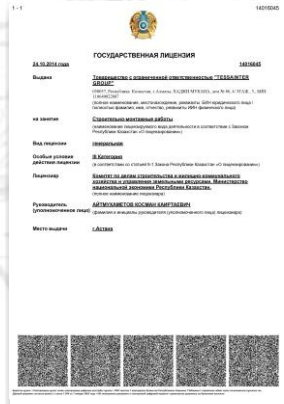 1 - 1
14016045
ГОСУДАРСТВЕННАЯ ЛИЦЕНЗИЯ
24.10.2014 года
14016045
Выдана
Товарищество с ограниченной ответственностью "TESSAINTER GROUP"
(полное наименование, местонахождение, реквизиты БИН юридического лица / полностью фамилия, имя, отчество, реквизиты ИИН физического лица)
на занятие
Строительно-монтажные работы
(наименование лицензируемого вида деятельности в соответствии с Законом Республики Казахстан «О лицензировании»)
Вид лицензии
генеральная
Особые условия действия лицензии
III Категория
(в соответствии со статьей 9-1 Закона Республики Казахстан «О лицензировании»)
Лицензиар
Комитет по делам строительства и жилищно-коммунального хозяйства и управления земельными ресурсами. Министерство национальной экономики Республики Казахстан.
(полное наименование лицензиара)
Руководитель (уполномоченное лицо)
АЙТМУХАМЕТОВ КОСМАН КАИРТАЕВИЧ
(фамилия и инициалы руководителя (уполномоченного лица) лицензиара)
Место выдачи
г.Астана